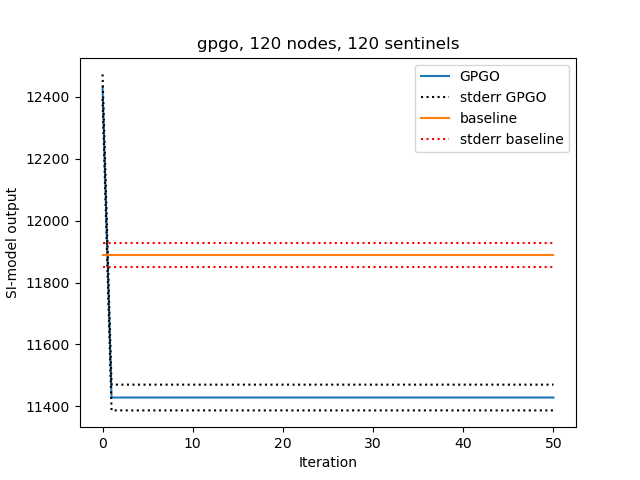 gpgo, 120 nodes, 120 sentinels
GPGO
stderr GPGO
baseline
stderr baseline
12400
12200
12000
11800
11600
11400
SI-model output
0 10 20 30 40 50
Iteration